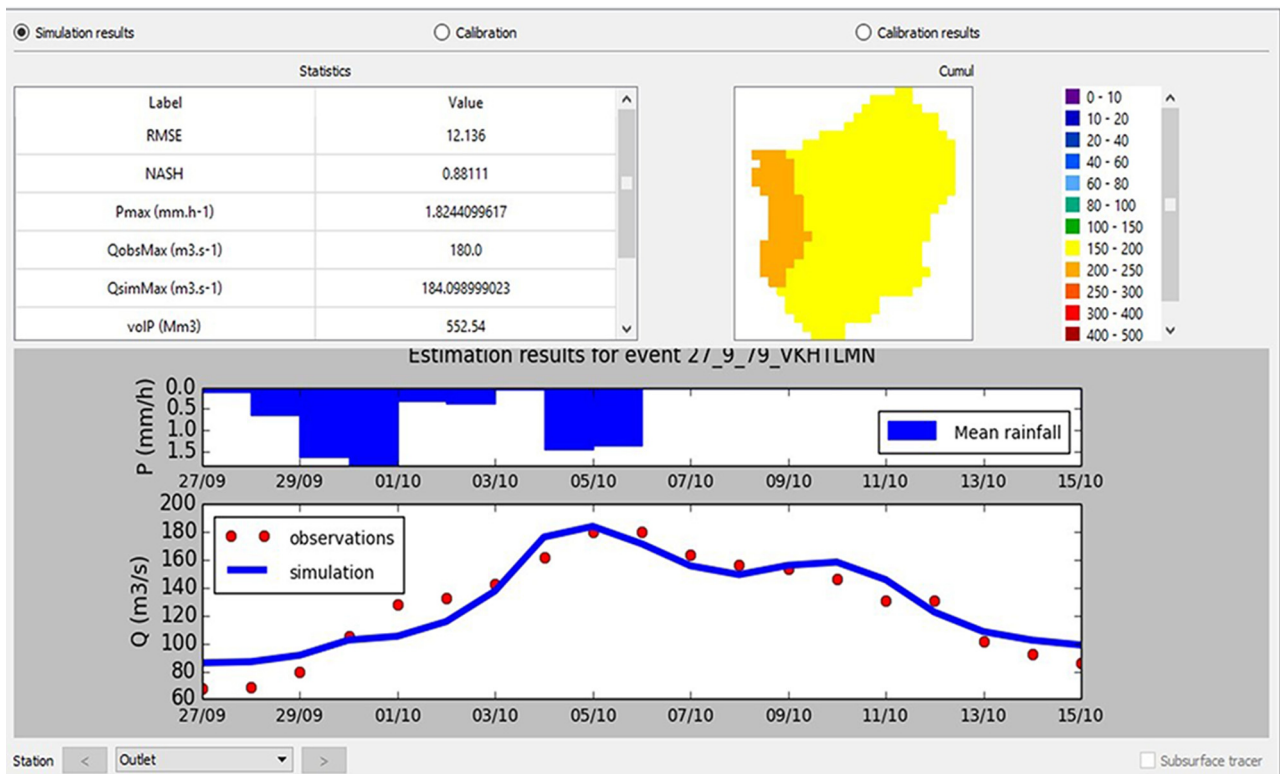 Simulation results Calibration Calibration results
Statistics Cumul
Label Value
RMSE 12.136
NASH 0.88111
Pmax (mm.h-1) 1.8244099617
QobsMax (m3.s-1) 180.0
QsimMax (m3.s-1) 184.098999023
volP (Mm3) 552.54
0 - 10
10 - 20
20 - 40
40 - 60
60 - 80
80 - 100
100 - 150
150 - 200
200 - 250
250 - 300
300 - 400
400 - 500
Estimation results for event 27_9_79_VKHTLMN
P (mm/h)
0.0
0.5
1.0
1.5
Mean rainfall
27/09 29/09 01/10 03/10 05/10 07/10 09/10 11/10 13/10 15/10
Q (m3/s)
200
180
160
140
120
100
80
60
observations
simulation
27/09 29/09 01/10 03/10 05/10 07/10 09/10 11/10 13/10 15/10
Station < Outlet > Subsurface tracer